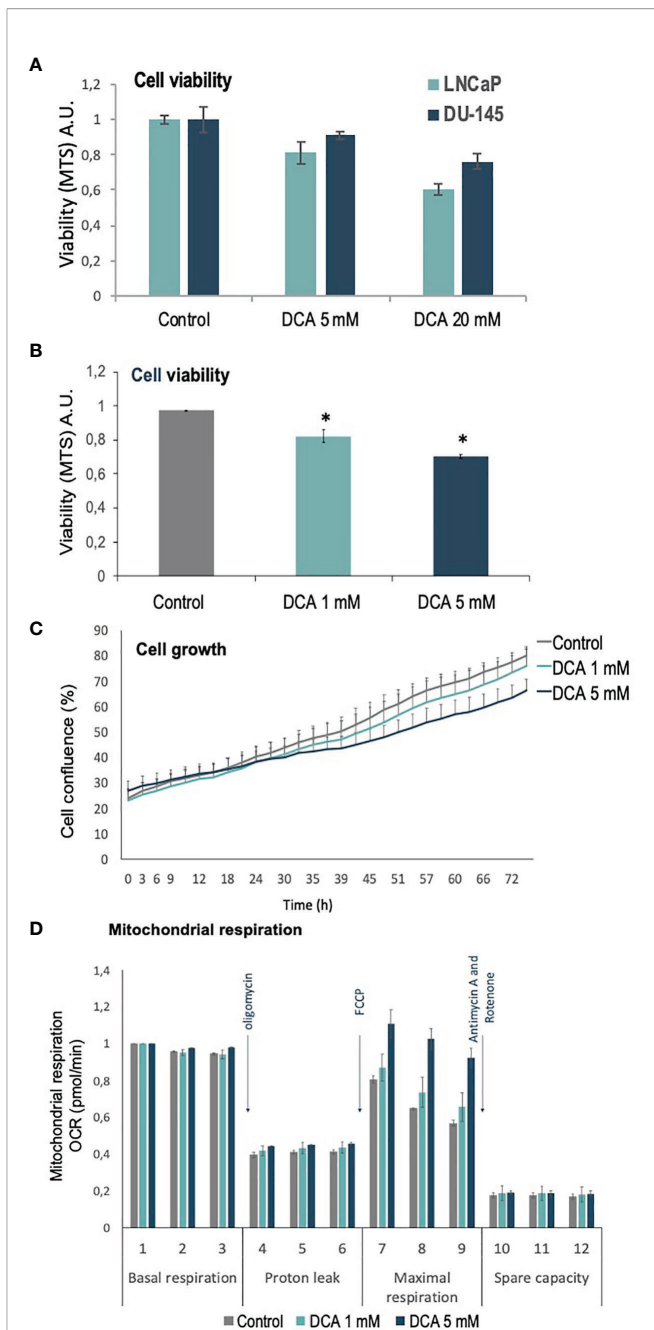 A
Cell viability
LNCaP
DU-145
Viability (MTS) A.U.
1,2
1
0,8
0,6
0,4
0,2
0
Control DCA 5 mM DCA 20 mM
B
Cell viability
Viability (MTS) A.U.
1,2
1
0,8
0,6
0,4
0,2
0
* *
Control DCA 1 mM DCA 5 mM
C
Cell growth
Control
DCA 1 mM
DCA 5 mM
Cell confluence (%)
90
80
70
60
50
40
30
20
10
0
0 3 6 9 12 18 24 30 35 39 45 51 57 60 66 72
Time (h)
D
Mitochondrial respiration
Mitochondrial respiration
OCR (pmol/min)
1,4
1,2
1
0,8
0,6
0,4
0,2
0
oligomycin
FCCP
Antimycin A and
Rotenone
1 2 3 4 5 6 7 8 9 10 11 12
Basal respiration Proton leak Maximal respiration Spare capacity
Control DCA 1 mM DCA 5 mM